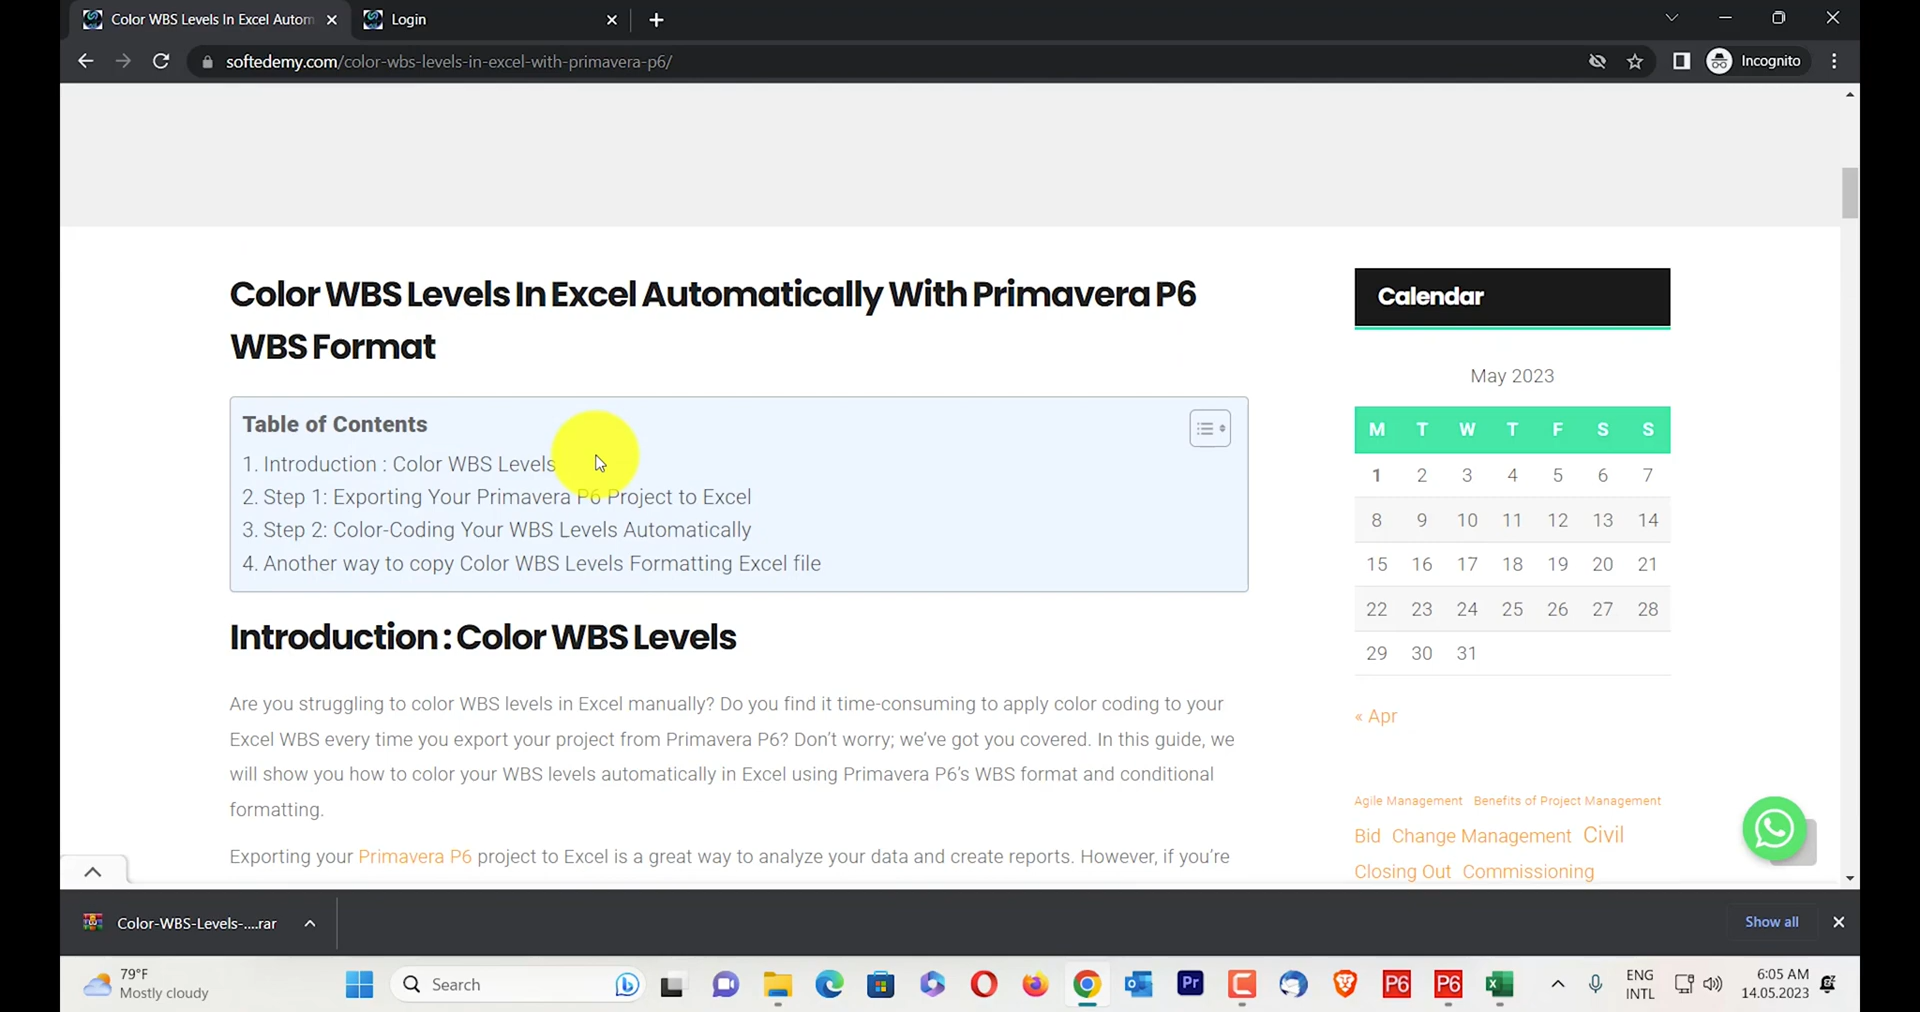 Color WBS Levels In Excel Autom
Login
softedemy.com/color-wbs-levels-in-excel-with-primavera-p6/
Incognito
Color WBS Levels In Excel Automatically With Primavera P6
WBS Format
Table of Contents
1. Introduction : Color WBS Levels
2. Step 1: Exporting Your Primavera P6 Project to Excel
3. Step 2: Color-Coding Your WBS Levels Automatically
4. Another way to copy Color WBS Levels Formatting Excel file
Introduction : Color WBS Levels
Are you struggling to color WBS levels in Excel manually? Do you find it time-consuming to apply color coding to your
Excel WBS every time you export your project from Primavera P6? Don’t worry; we’ve got you covered. In this guide, we
will show you how to color your WBS levels automatically in Excel using Primavera P6’s WBS format and conditional
formatting.
Exporting your Primavera P6 project to Excel is a great way to analyze your data and create reports. However, if you’re
Calendar
May 2023
M T W T F S S
1 2 3 4 5 6 7
8 9 10 11 12 13 14
15 16 17 18 19 20 21
22 23 24 25 26 27 28
29 30 31
« Apr
Agile Management Benefits of Project Management
Bid Change Management Civil
Closing Out Commissioning
Color-WBS-Levels-....rar
Show all
79°F
Mostly cloudy
Search
Pr
P6
P6
ENG
INTL
6:05 AM
14.05.2023